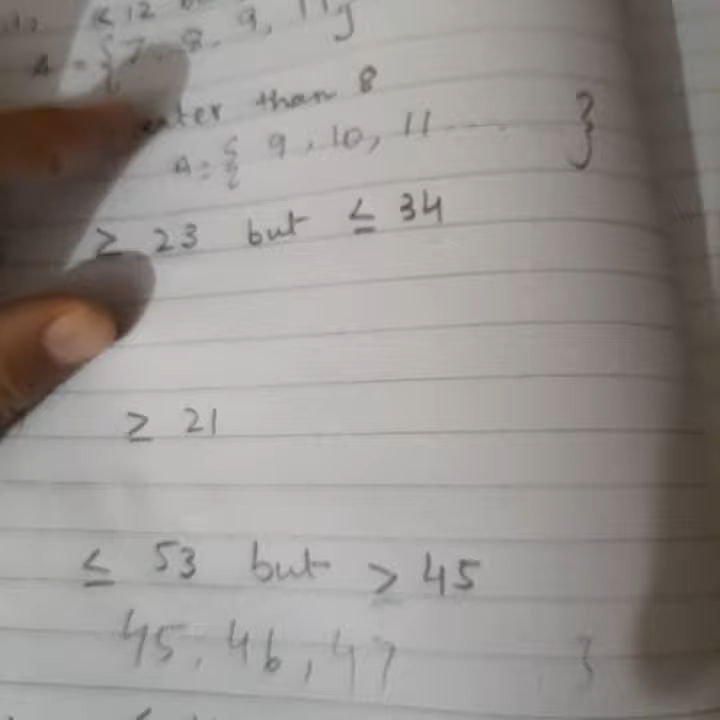 < 12
A = { 7, 8, 9, 11}
than 8
A = { 9, 10, 11 ---- }
≥ 23 but ≤ 34
≥ 21
≤ 53 but > 45
45, 46, 47 }